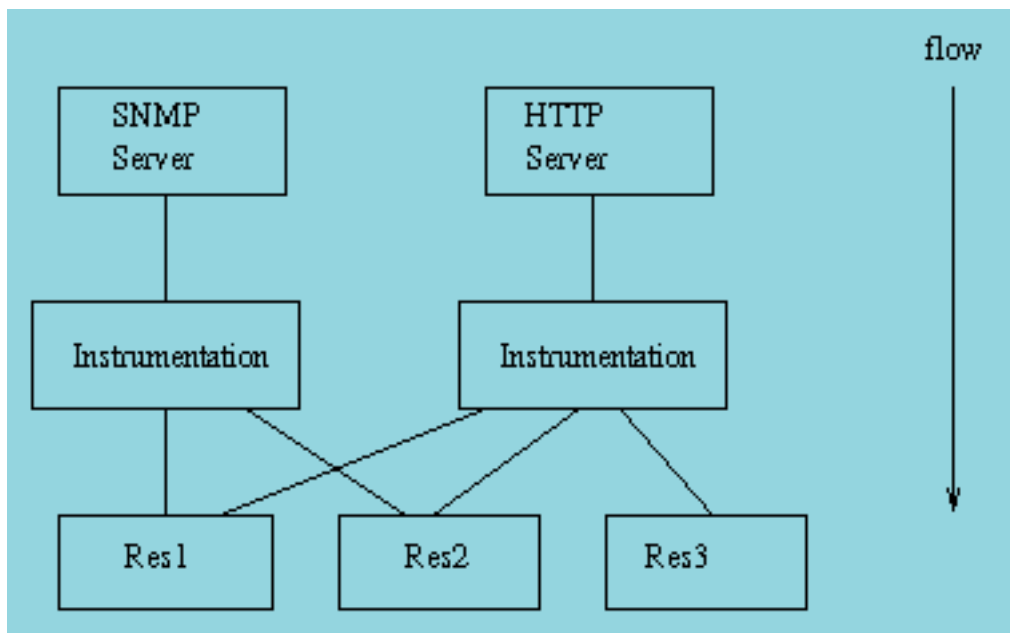 flow
SNMP
Server
HTTP
Server
Instrumentation
Instrumentation
Res1
Res2
Res3